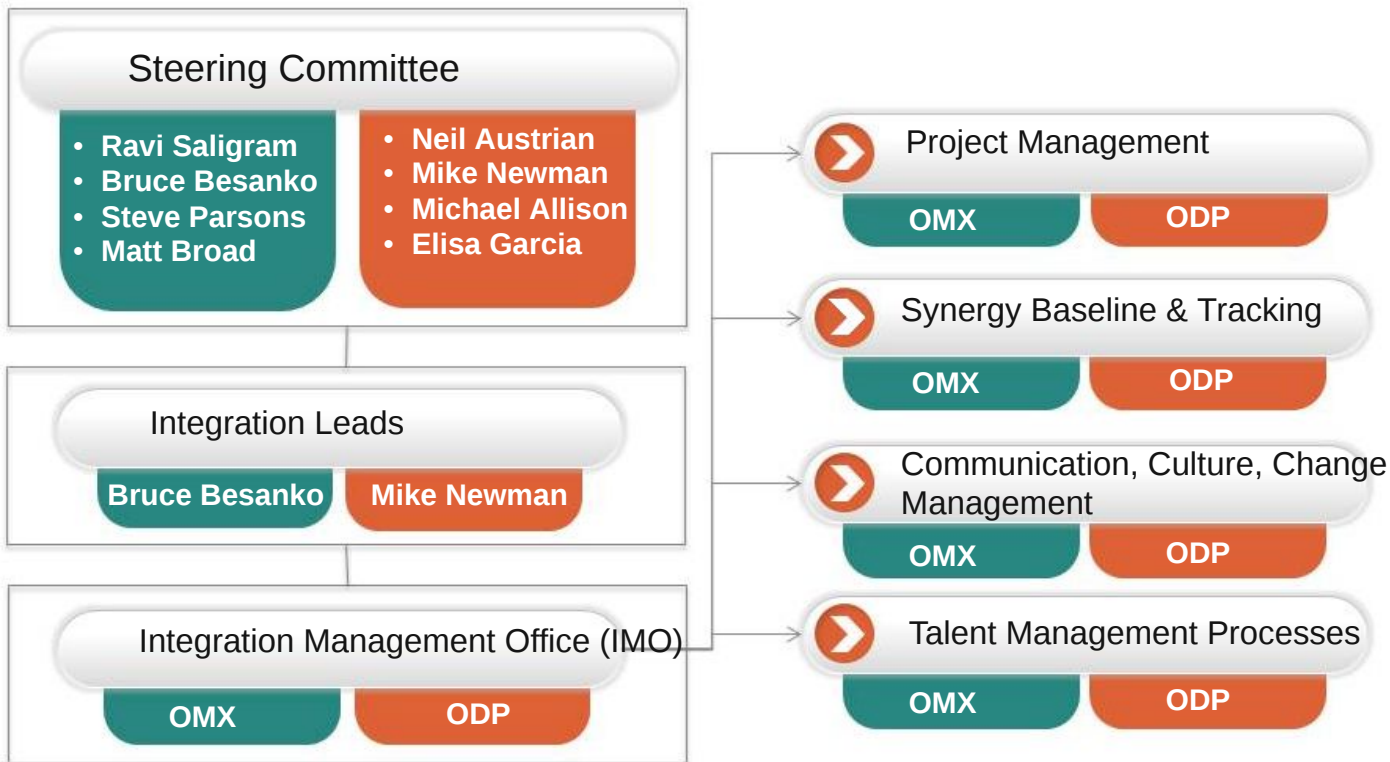 Steering Committee
• Ravi Saligram
• Bruce Besanko
• Steve Parsons
• Matt Broad
• Neil Austrian
• Mike Newman
• Michael Allison
• Elisa Garcia
Integration Leads
Bruce Besanko
Mike Newman
Integration Management Office (IMO)
OMX
ODP
Project Management
OMX
ODP
Synergy Baseline & Tracking
OMX
ODP
Communication, Culture, Change
Management
OMX
ODP
Talent Management Processes
OMX
ODP